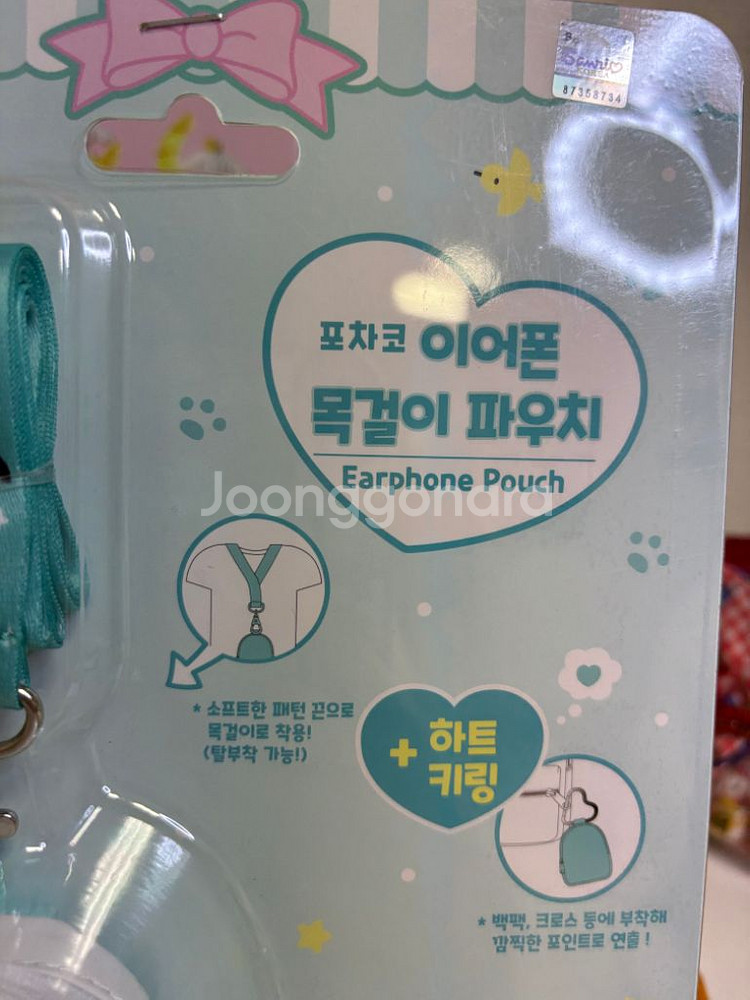 Sanrio
KOREA
87358734
포차코 이어폰
목걸이 파우치
Earphone Pouch
Joonggonara
* 소프트한 패턴 끈으로
목걸이로 착용!
(탈부착 가능!)
+ 하트
키링
* 백팩, 크로스 등에 부착해
깜찍한 포인트로 연출!